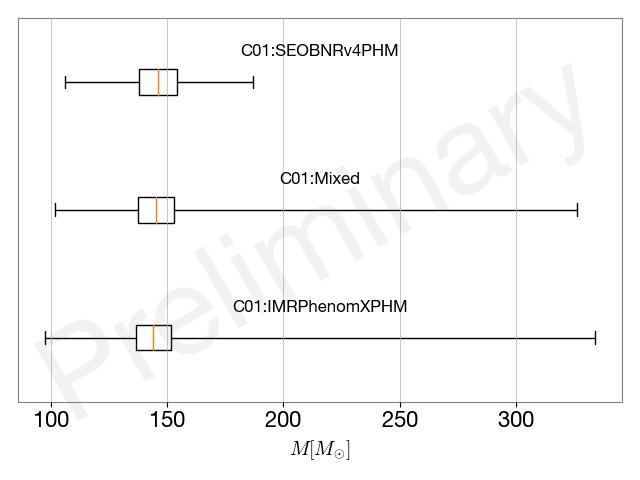 C01:SEOBNRv4PHM
C01:Mixed
C01:IMRPhenomXPHM
Preliminary
100 150 200 250 300
M[M⊙]